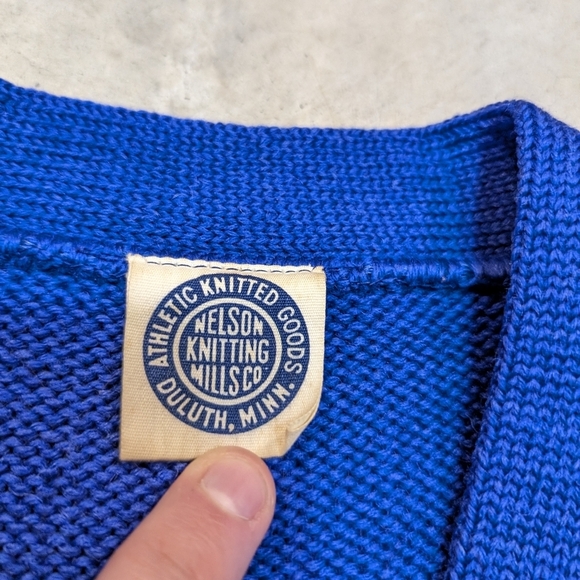 ATHLETIC KNITTED GOODS
NELSON
KNITTING
MILLS CO
DULUTH, MINN.